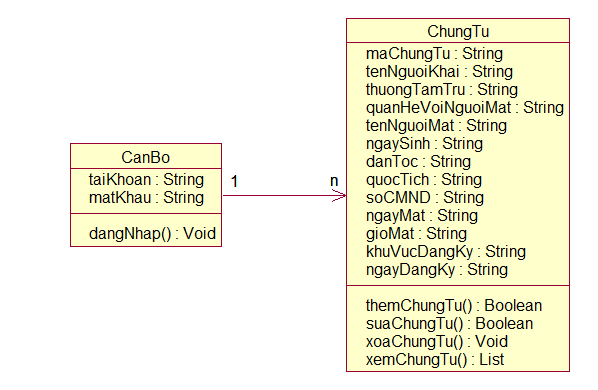 CanBo
taiKhoan : String
matKhau : String
dangNhap() : Void
1
n
ChungTu
maChungTu : String
tenNguoiKhai : String
thuongTamTru : String
quanHeVoiNguoiMat : String
tenNguoiMat : String
ngaySinh : String
danToc : String
quocTich : String
soCMND : String
ngayMat : String
gioMat : String
khuVucDangKy : String
ngayDangKy : String
themChungTu() : Boolean
suaChungTu() : Boolean
xoaChungTu() : Void
xemChungTu() : List